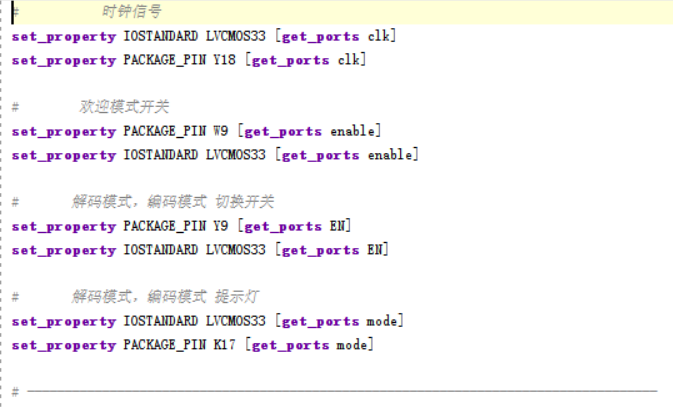 # 时钟信号
set_property IOSTANDARD LVCMOS33 [get_ports clk]
set_property PACKAGE_PIN Y18 [get_ports clk]
# 欢迎模式开关
set_property PACKAGE_PIN W9 [get_ports enable]
set_property IOSTANDARD LVCMOS33 [get_ports enable]
# 解码模式，编码模式 切换开关
set_property PACKAGE_PIN Y9 [get_ports EN]
set_property IOSTANDARD LVCMOS33 [get_ports EN]
# 解码模式，编码模式 提示灯
set_property IOSTANDARD LVCMOS33 [get_ports mode]
set_property PACKAGE_PIN K17 [get_ports mode]
# ————————————————————————————————————————